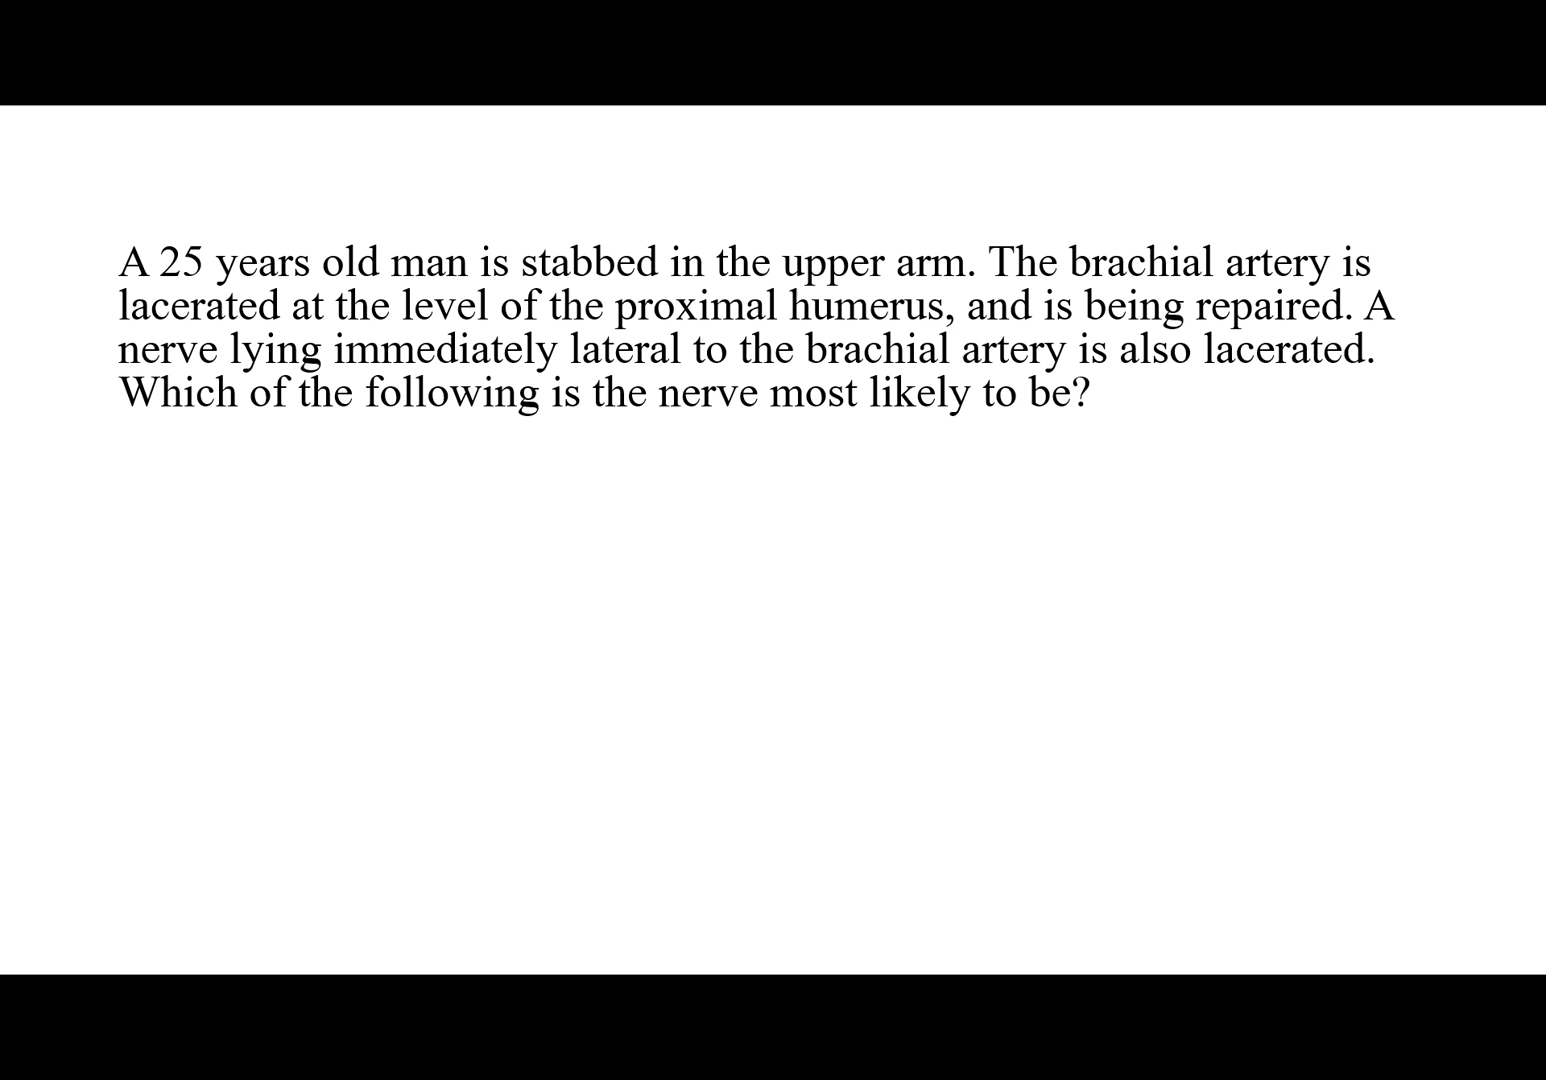 A 25 years old man is stabbed in the upper arm. The brachial artery is
lacerated at the level of the proximal humerus, and is being repaired. A
nerve lying immediately lateral to the brachial artery is also lacerated.
Which of the following is the nerve most likely to be?